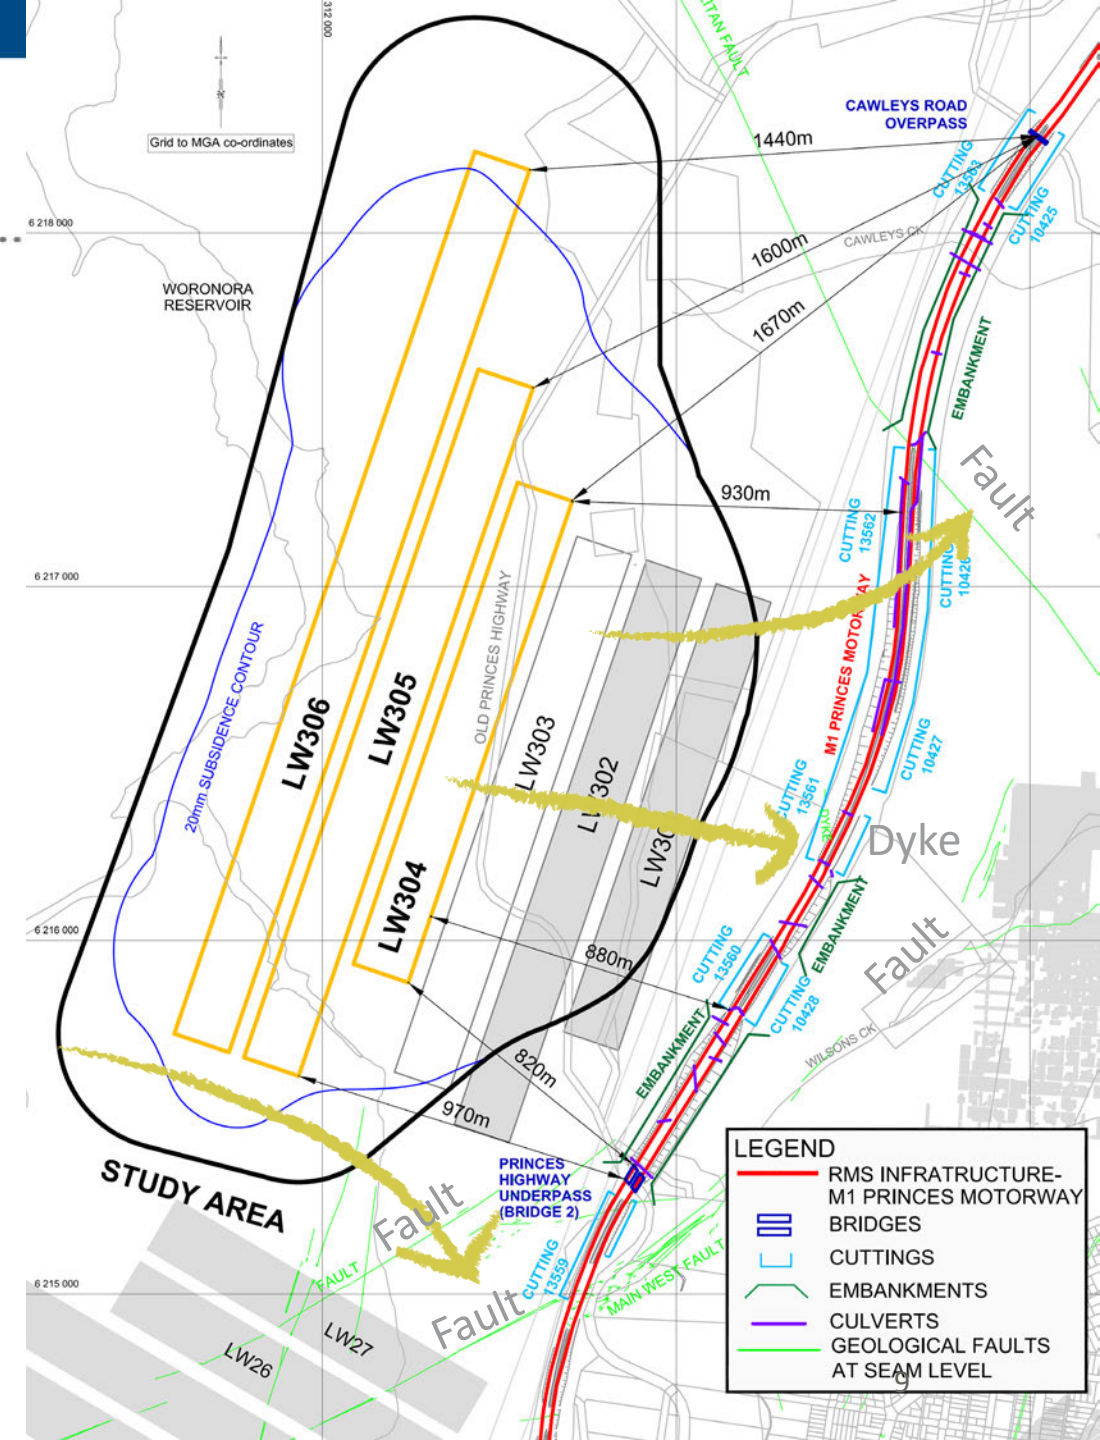 312 000
ITAN FAULT
Grid to MGA co-ordinates
CAWLEYS ROAD
OVERPASS
1440m
CUTTING
13563
CUTTING
10425
6 218 000
CAWLEYS CK
1600m
WORONORA
RESERVOIR
1670m
EMBANKMENT
Fault
930m
CUTTING
13562
CUTTING
6 217 000
OLD PRINCES HIGHWAY
M1 PRINCES MOTORWAY
20mm SUBSIDENCE CONTOUR
LW306
LW305
LW303
LW302
LW30
CUTTING
10427
CUTTING
13561
DYKE
Dyke
LW304
EMBANKMENT
6 216 000
880m
CUTTING
13560
Fault
CUTTING
10428
WILSONS CK
EMBANKMENT
820m
970m
STUDY AREA
PRINCES
HIGHWAY
UNDERPASS
(BRIDGE 2)
Fault
FAULT
6 215 000
CUTTING
13559
MAIN WEST FAULT
Fault
LW27
LW26
LEGEND
RMS INFRATRUCTURE-
M1 PRINCES MOTORWAY
BRIDGES
CUTTINGS
EMBANKMENTS
CULVERTS
GEOLOGICAL FAULTS
AT SEAM LEVEL
9